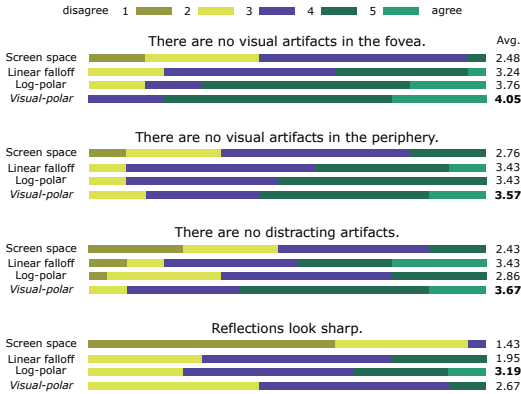 disagree 1 2 3 4 5 agree Avg.
There are no visual artifacts in the fovea.
Screen space 2.48
Linear falloff 3.24
Log-polar 3.76
Visual-polar 4.05
There are no visual artifacts in the periphery.
Screen space 2.76
Linear falloff 3.43
Log-polar 3.43
Visual-polar 3.57
There are no distracting artifacts.
Screen space 2.43
Linear falloff 3.43
Log-polar 2.86
Visual-polar 3.67
Reflections look sharp.
Screen space 1.43
Linear falloff 1.95
Log-polar 3.19
Visual-polar 2.67